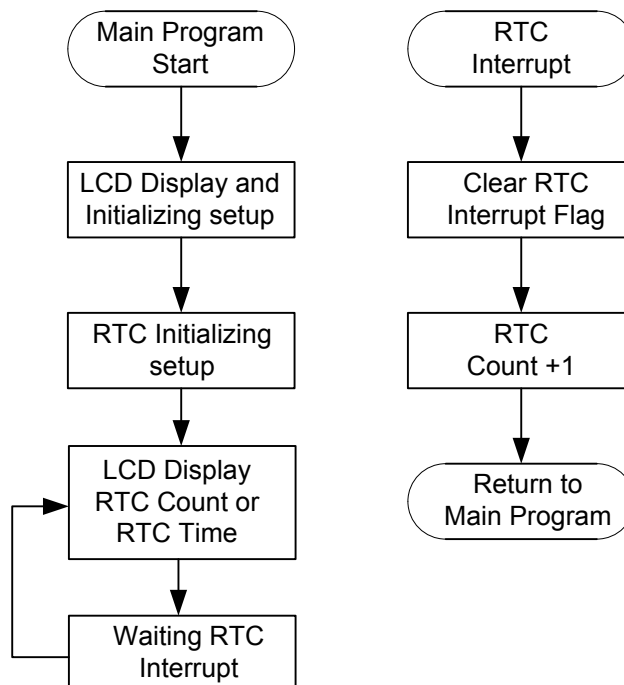 Main Program
Start
LCD Display and
Initializing setup
RTC Initializing
setup
LCD Display
RTC Count or
RTC Time
Waiting RTC
Interrupt
RTC
Interrupt
Clear RTC
Interrupt Flag
RTC
Count +1
Return to
Main Program